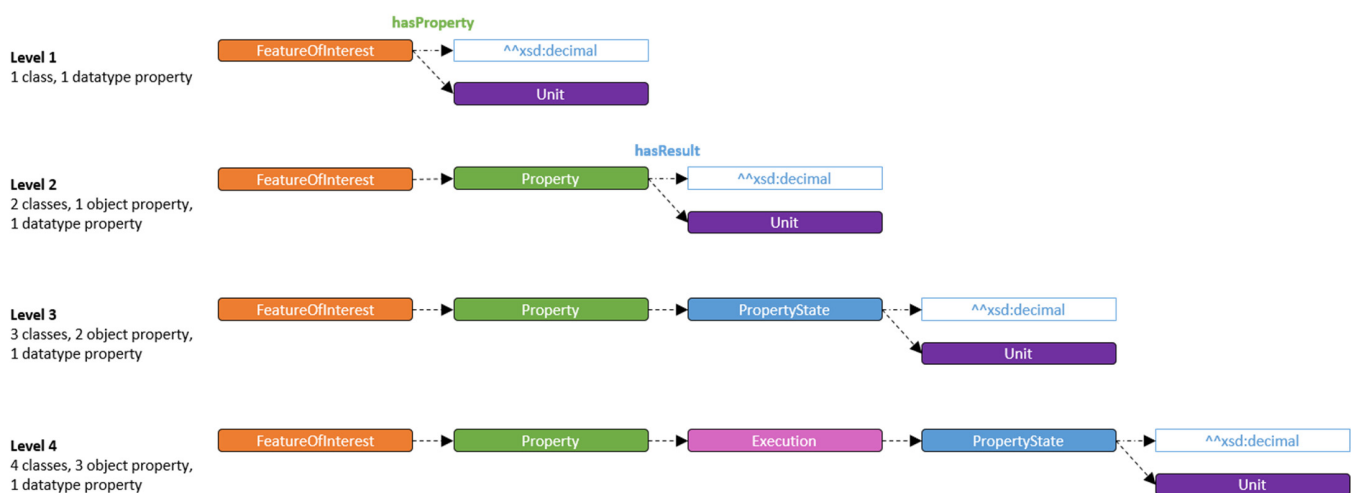 hasProperty
Level 1
1 class, 1 datatype property
FeatureOfInterest
^^xsd:decimal
Unit
hasResult
Level 2
2 classes, 1 object property,
1 datatype property
FeatureOfInterest
Property
^^xsd:decimal
Unit
Level 3
3 classes, 2 object property,
1 datatype property
FeatureOfInterest
Property
PropertyState
^^xsd:decimal
Unit
Level 4
4 classes, 3 object property,
1 datatype property
FeatureOfInterest
Property
Execution
PropertyState
^^xsd:decimal
Unit